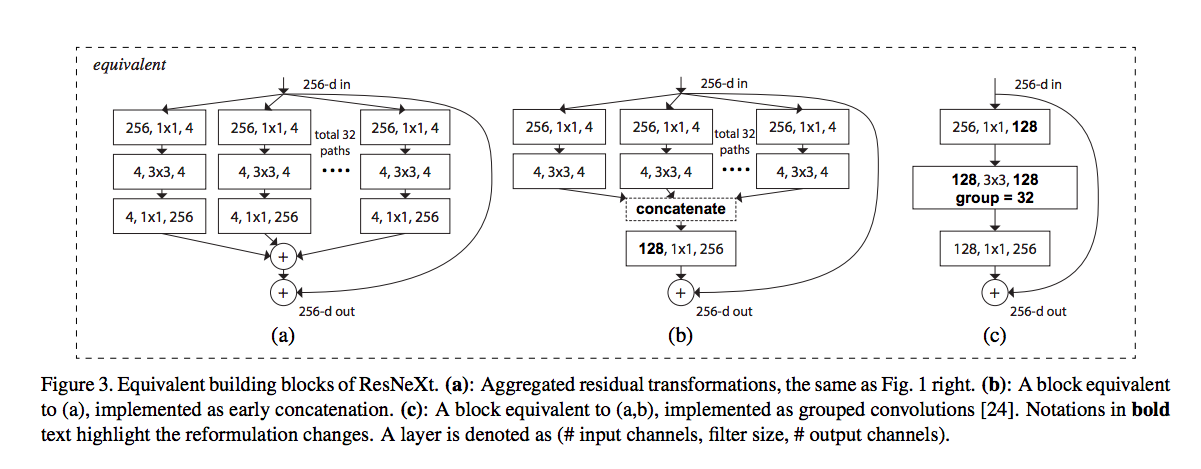 equivalent
256-d in
256, 1x1, 4
256, 1x1, 4
total 32
paths
256, 1x1, 4
4, 3x3, 4
4, 3x3, 4
....
4, 3x3, 4
4, 1x1, 256
4, 1x1, 256
4, 1x1, 256
+
+
256-d out
(a)
256-d in
256, 1x1, 4
256, 1x1, 4
total 32
paths
256, 1x1, 4
4, 3x3, 4
4, 3x3, 4
....
4, 3x3, 4
concatenate
128, 1x1, 256
+
256-d out
(b)
256-d in
256, 1x1, 128
128, 3x3, 128
group = 32
128, 1x1, 256
+
256-d out
(c)
Figure 3. Equivalent building blocks of ResNeXt. (a): Aggregated residual transformations, the same as Fig. 1 right. (b): A block equivalent
to (a), implemented as early concatenation. (c): A block equivalent to (a,b), implemented as grouped convolutions [24]. Notations in bold
text highlight the reformulation changes. A layer is denoted as (# input channels, filter size, # output channels).